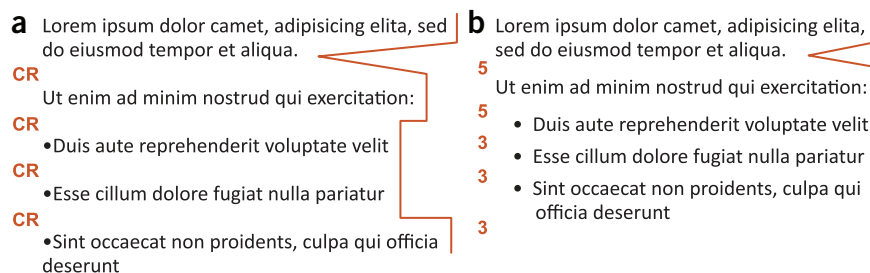 a Lorem ipsum dolor camet, adipisicing elita, sed
do eiusmod tempor et aliqua.
CR
Ut enim ad minim nostrud qui exercitation:
CR
•Duis aute reprehenderit voluptate velit
CR
•Esse cillum dolore fugiat nulla pariatur
CR
•Sint occaecat non proidents, culpa qui officia
deserunt
b Lorem ipsum dolor camet, adipisicing elita,
sed do eiusmod tempor et aliqua.
5
Ut enim ad minim nostrud qui exercitation:
5
• Duis aute reprehenderit voluptate velit
3
• Esse cillum dolore fugiat nulla pariatur
3
• Sint occaecat non proidents, culpa qui
officia deserunt
3